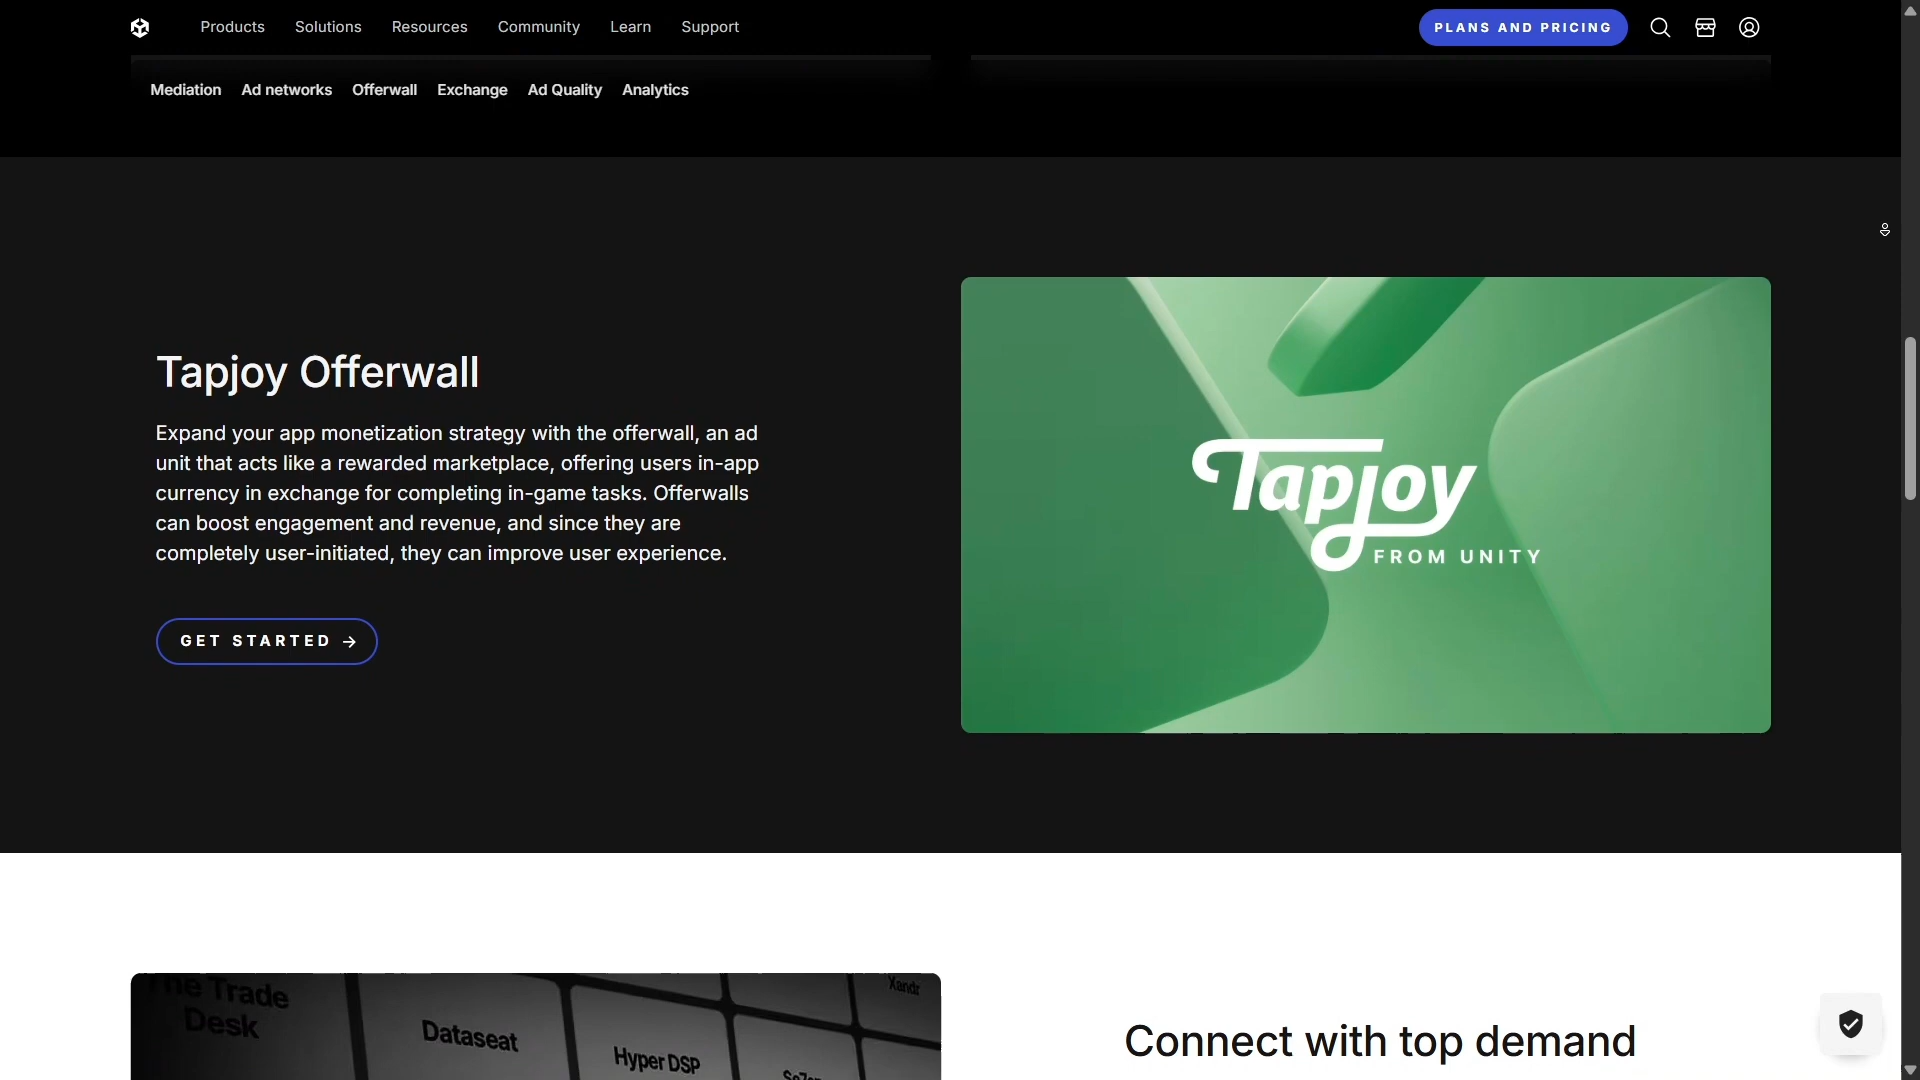 Products Solutions Resources Community Learn Support PLANS AND PRICING
Mediation Ad networks Offerwall Exchange Ad Quality Analytics
Tapjoy Offerwall
Expand your app monetization strategy with the offerwall, an ad
unit that acts like a rewarded marketplace, offering users in-app
currency in exchange for completing in-game tasks. Offerwalls
can boost engagement and revenue, and since they are
completely user-initiated, they can improve user experience.
GET STARTED →
Tapjoy
FROM UNITY
The Trade
Desk
Dataseat
Hyper DSP
Xandr
Connect with top demand